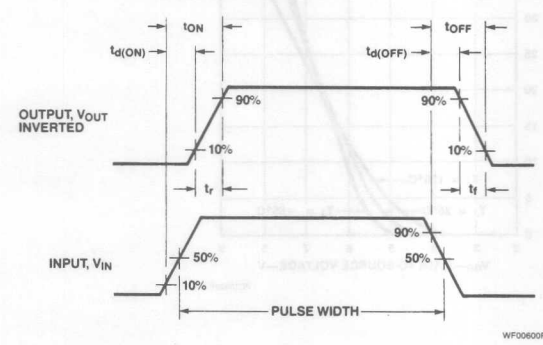 tON
tOFF
td(ON)
td(OFF)
90%
90%
OUTPUT, VOUT
INVERTED
10%
10%
tr
tf
90%
INPUT, VIN
50%
50%
10%
PULSE WIDTH
WF00600F